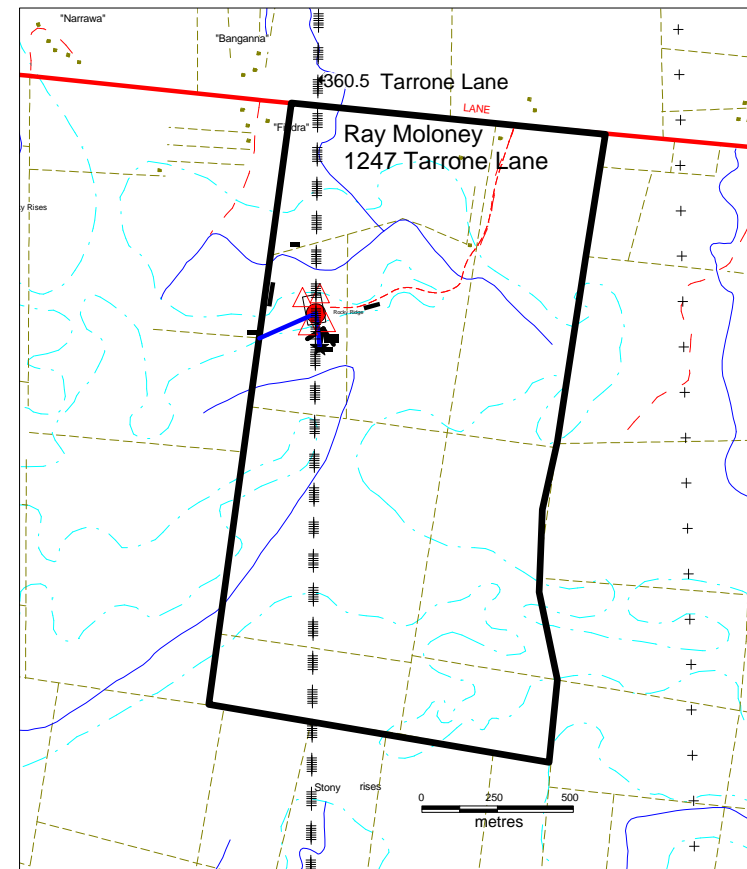 "Narrawa"
"Banganna"
360.5 Tarrone Lane
LANE
Ray Moloney
1247 Tarrone Lane
y Rises
Rocky Ridge
Stony rises
0 250 500
metres